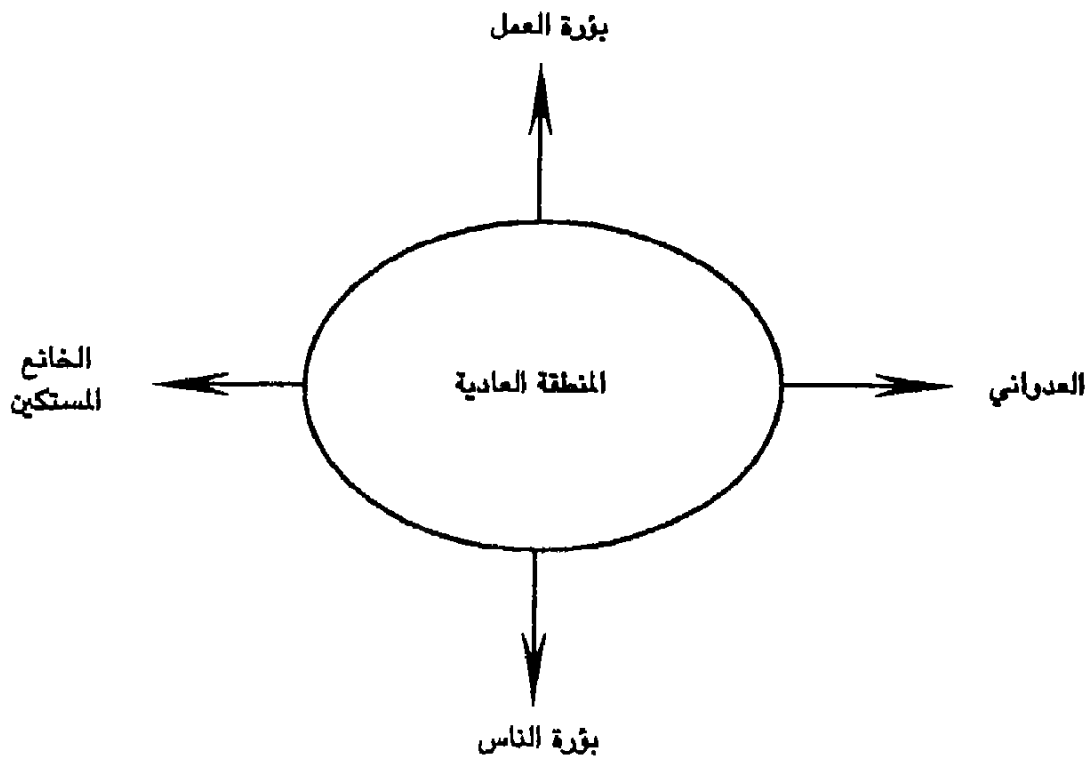 بؤرة العمل
العدواني
المنطقة العادية
الخانع
المستكين
بؤرة الناس